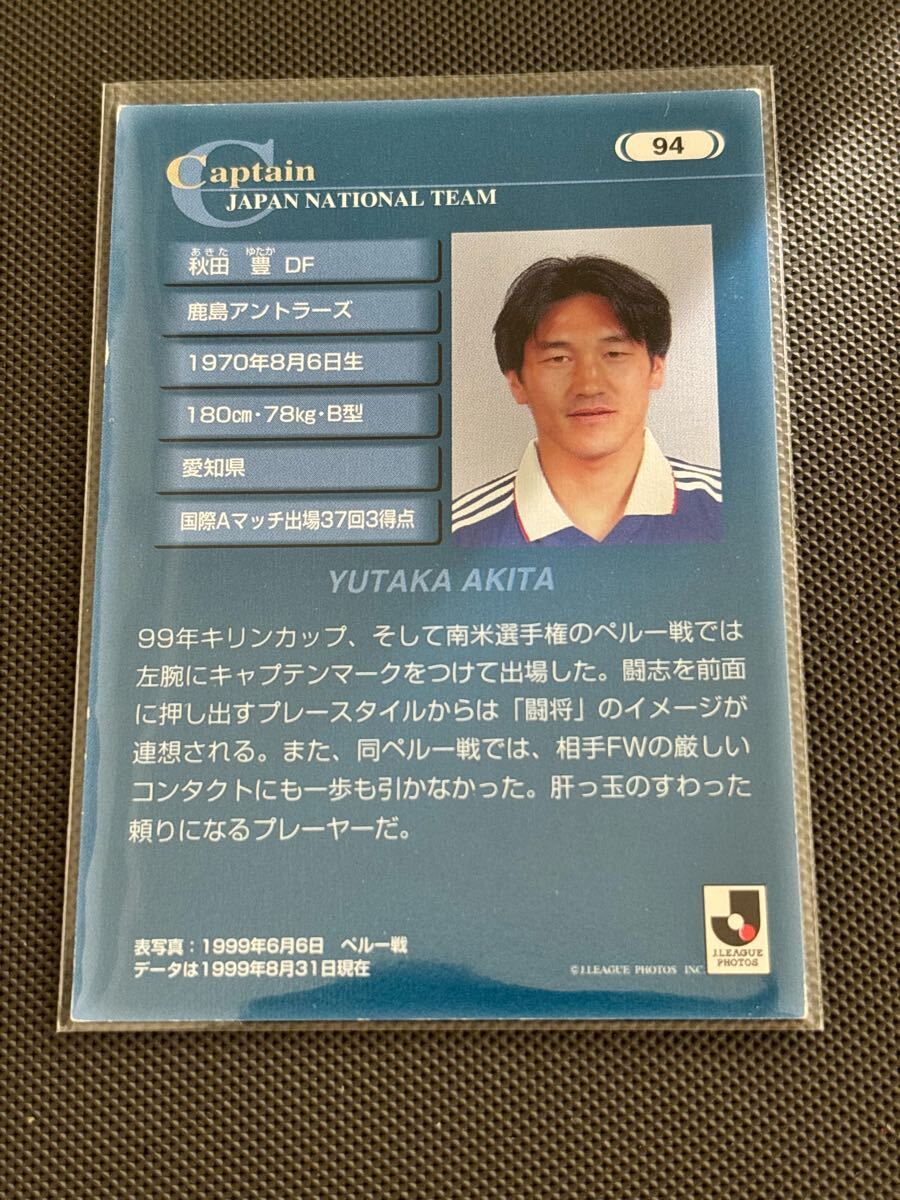 Captain
94
JAPAN NATIONAL TEAM
あきた ゆたか
秋田 豊 DF
鹿島アントラーズ
1970年8月6日生
180cm・78kg・B型
愛知県
国際Aマッチ出場37回3得点
YUTAKA AKITA
99年キリンカップ、そして南米選手権のペルー戦では
左腕にキャプテンマークをつけて出場した。闘志を前面
に押し出すプレースタイルからは「闘将」のイメージが
連想される。また、同ペルー戦では、相手FWの厳しい
コンタクトにも一歩も引かなかった。肝っ玉のすわった
頼りになるプレーヤーだ。
表写真：1999年6月6日 ペルー戦
データは1999年8月31日現在
©J.LEAGUE PHOTOS INC.
J.LEAGUE
PHOTOS